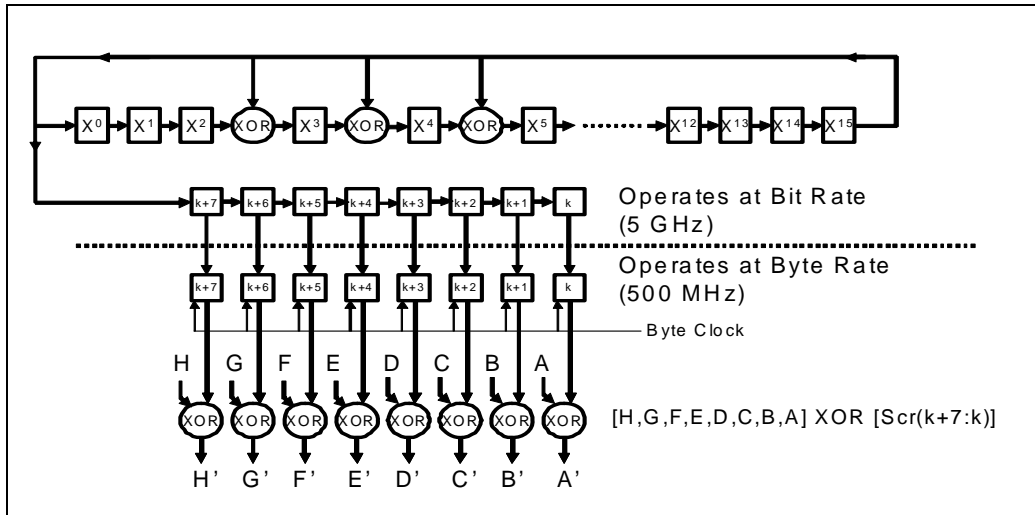 X0 X1 X2 XOR X3 XOR X4 XOR X5 X12 X13 X14 X15
k+7 k+6 k+5 k+4 k+3 k+2 k+1 k
Operates at Bit Rate
(5 GHz)
Operates at Byte Rate
(500 MHz)
k+7 k+6 k+5 k+4 k+3 k+2 k+1 k
Byte Clock
H G F E D C B A
XOR XOR XOR XOR XOR XOR XOR XOR
[H,G,F,E,D,C,B,A] XOR [Scr(k+7:k)]
H' G' F' E' D' C' B' A'